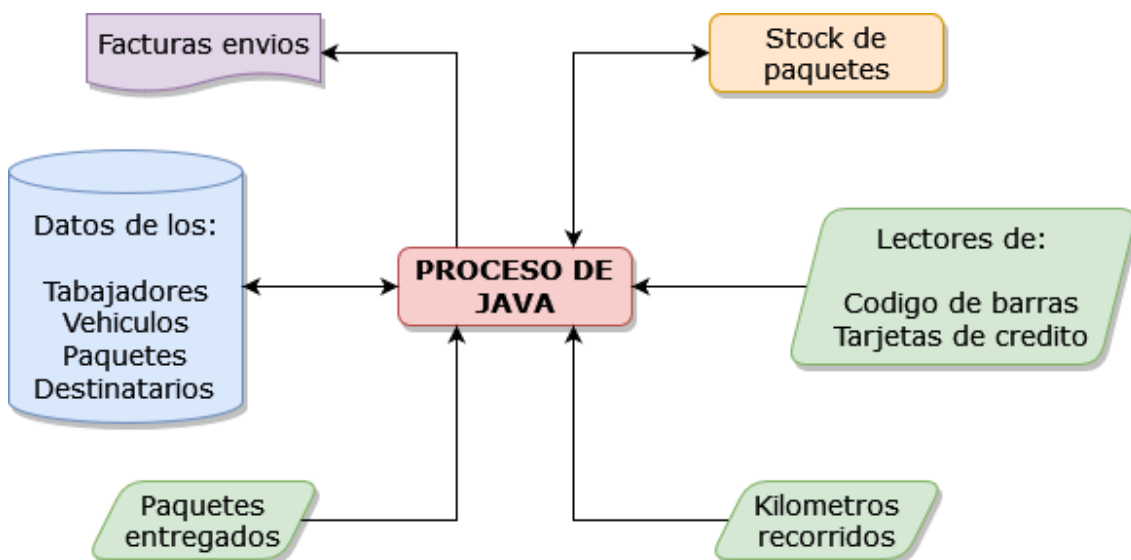 Facturas envios
Stock de
paquetes
Datos de los:
Tabajadores
Vehiculos
Paquetes
Destinatarios
PROCESO DE
JAVA
Lectores de:
Codigo de barras
Tarjetas de credito
Paquetes
entregados
Kilometros
recorridos